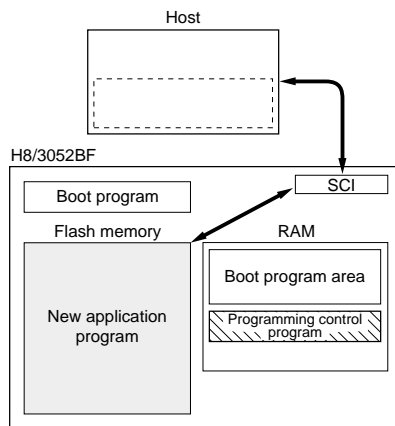 Host
H8/3052BF
SCI
Boot program
Flash memory
RAM
Boot program area
New application
program
Programming control
program